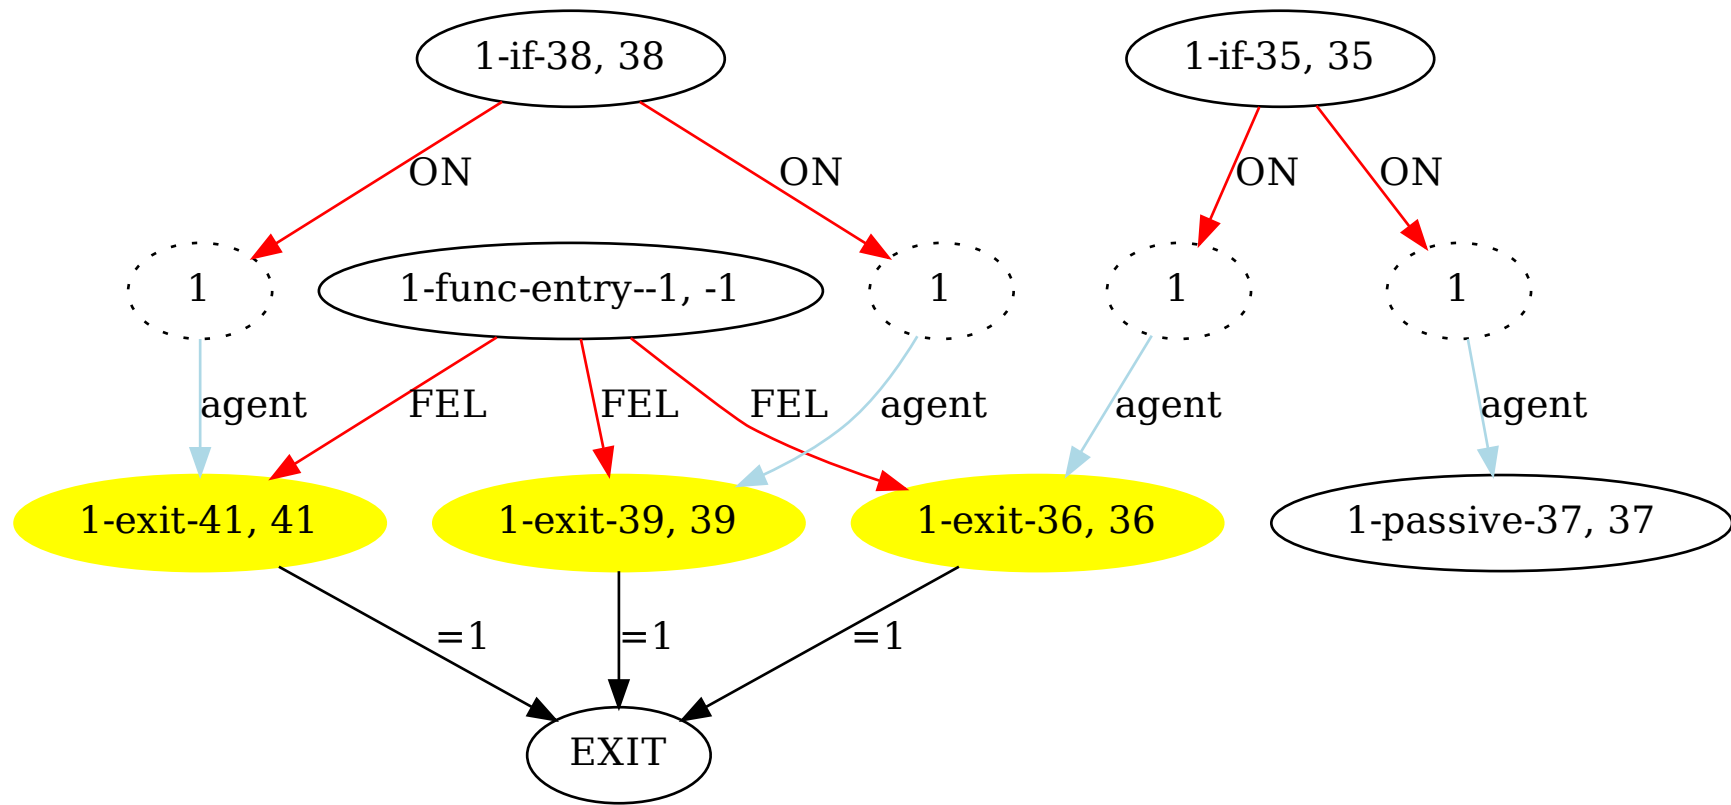 1-if-38, 38
1-if-35, 35
ON
ON
ON
ON
1
1-func-entry--1, -1
1
1
1
agent
FEL
FEL
FEL
agent
agent
agent
1-exit-41, 41
1-exit-39, 39
1-exit-36, 36
1-passive-37, 37
=1
=1
=1
EXIT